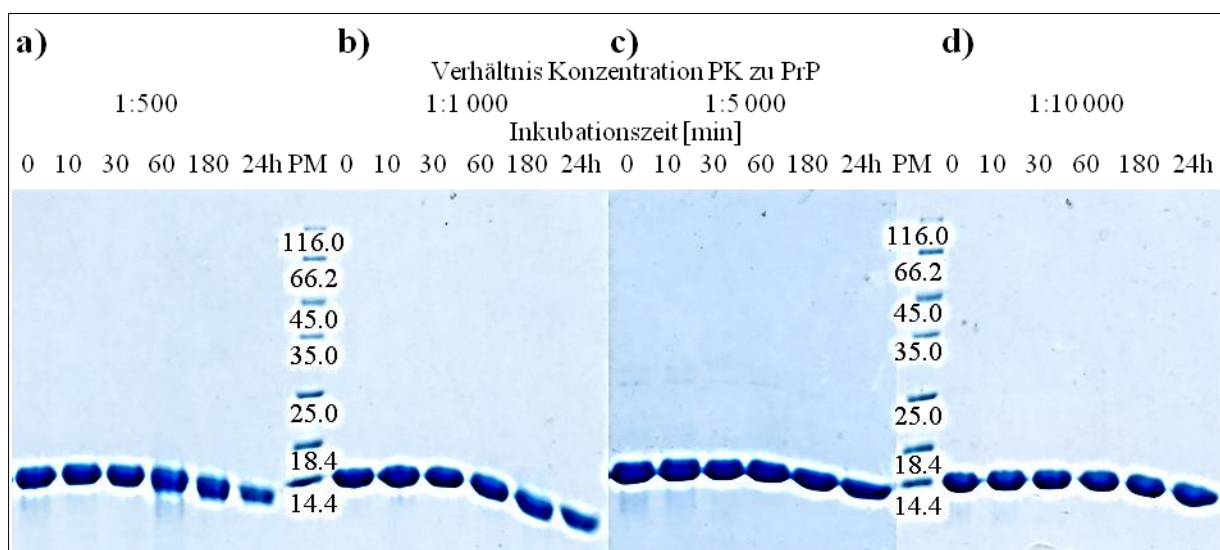 a) b) c) d)
Verhältnis Konzentration PK zu PrP
1:500 1:1 000 1:5 000 1:10 000
Inkubationszeit [min]
0 10 30 60 180 24h PM 0 10 30 60 180 24h 0 10 30 60 180 24h PM 0 10 30 60 180 24h
116.0 116.0
66.2 66.2
45.0 45.0
35.0 35.0
25.0 25.0
18.4 18.4
14.4 14.4